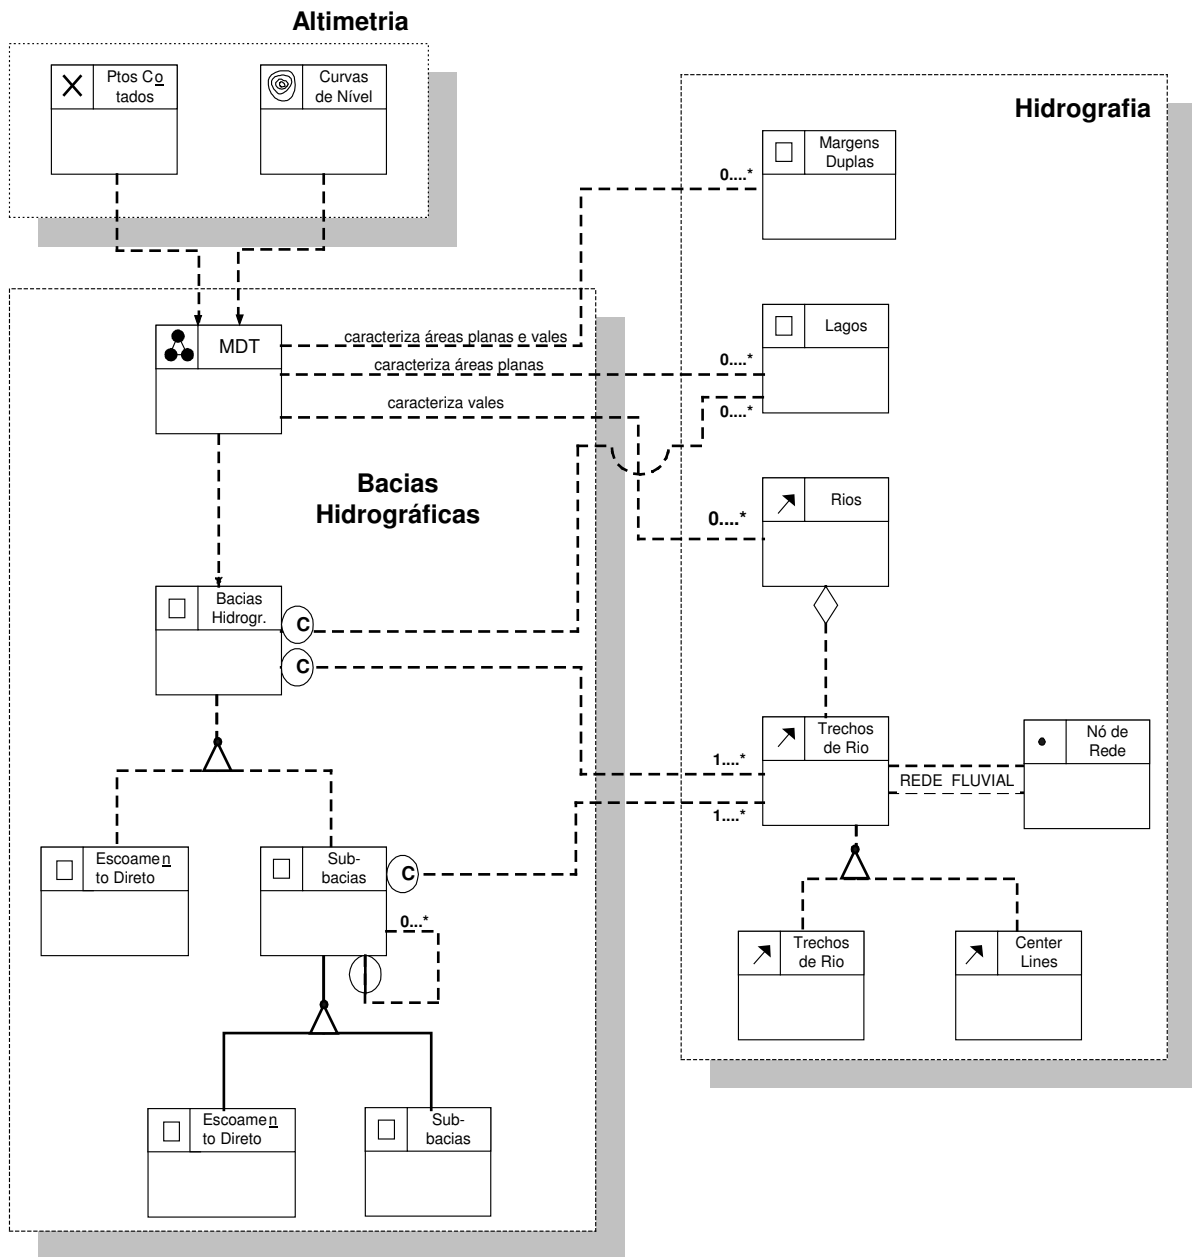 Altimetria
Ptos Co
tados
Curvas
de Nível
Hidrografia
Margens
Duplas
0....*
MDT
caracteriza áreas planas e vales
caracteriza áreas planas
caracteriza vales
Lagos
0....*
0....*
Bacias
Hidrográficas
Rios
0....*
Bacias
Hidrogr.
C
C
Trechos
de Rio
Nó de
Rede
1....*
REDE FLUVIAL
1....*
Escoamen
to Direto
Sub-
bacias
C
0...*
Trechos
de Rio
Center
Lines
Escoamen
to Direto
Sub-
bacias